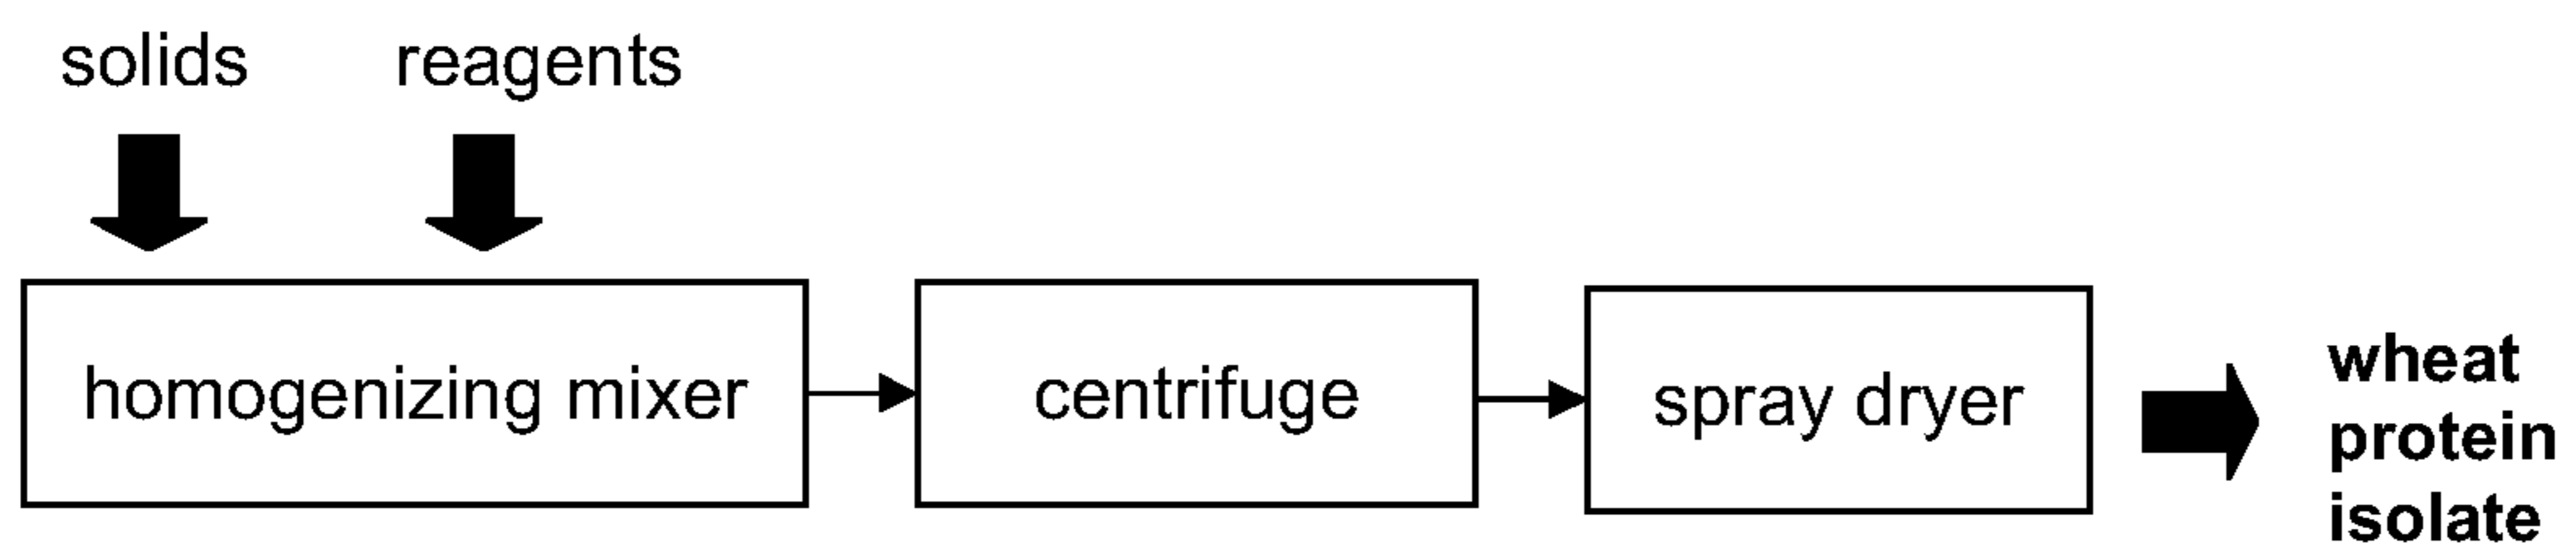 solids
reagents
homogenizing mixer
centrifuge
spray dryer
wheat
protein
isolate